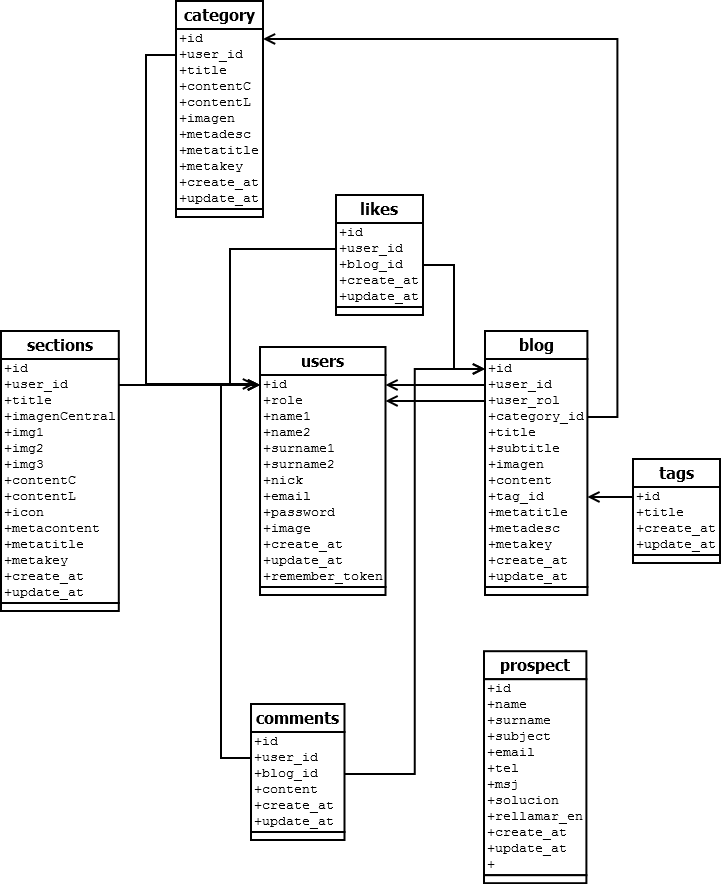 category
+id
+user_id
+title
+contentC
+contentL
+imagen
+metadesc
+metatitle
+metakey
+create_at
+update_at
likes
+id
+user_id
+blog_id
+create_at
+update_at
sections
+id
+user_id
+title
+imagenCentral
+img1
+img2
+img3
+contentC
+contentL
+icon
+metacontent
+metatitle
+metakey
+create_at
+update_at
users
+id
+role
+name1
+name2
+surname1
+surname2
+nick
+email
+password
+image
+create_at
+update_at
+remember_token
blog
+id
+user_id
+user_rol
+category_id
+title
+subtitle
+imagen
+content
+tag_id
+metatitle
+metadesc
+metakey
+create_at
+update_at
tags
+id
+title
+create_at
+update_at
comments
+id
+user_id
+blog_id
+content
+create_at
+update_at
prospect
+id
+name
+surname
+subject
+email
+tel
+msj
+solucion
+rellamar_en
+create_at
+update_at
+